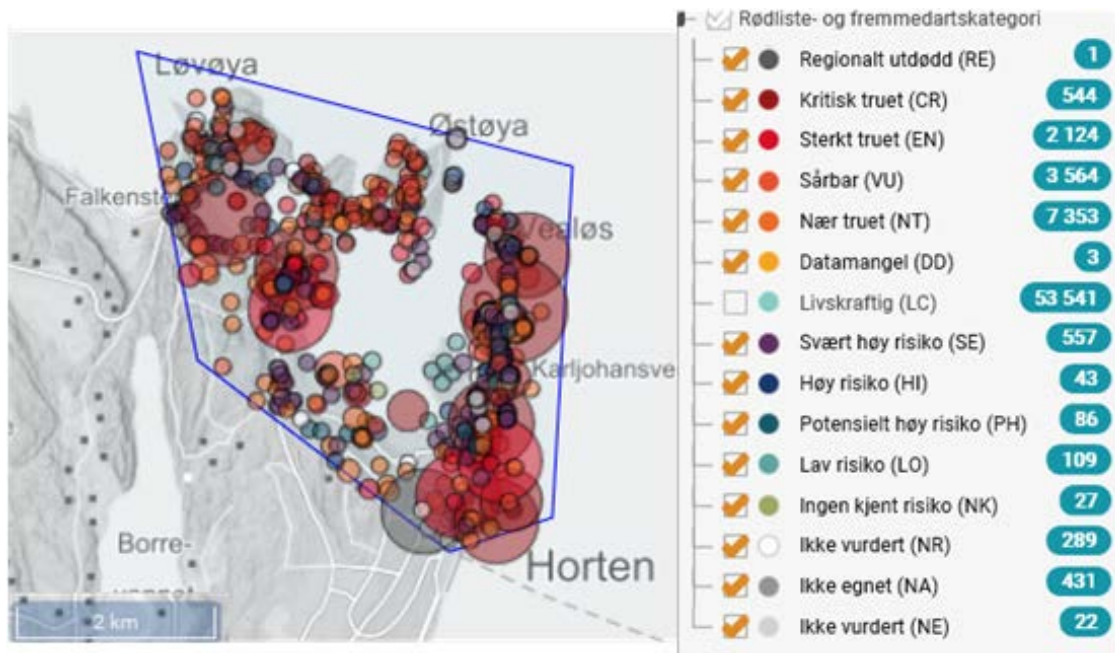 Løvøya
Østøya
Falkenste
Vealøs
Karljohansve
Borre-
Horten
2 km
Rødliste- og fremmedartskategori
Regionalt utdødd (RE) 1
Kritisk truet (CR) 544
Sterkt truet (EN) 2 124
Sårbar (VU) 3 564
Nær truet (NT) 7 353
Datamangel (DD) 3
Livskraftig (LC) 53 541
Svært høy risiko (SE) 557
Høy risiko (HI) 43
Potensielt høy risiko (PH) 86
Lav risiko (LO) 109
Ingen kjent risiko (NK) 27
Ikke vurdert (NR) 289
Ikke egnet (NA) 431
Ikke vurdert (NE) 22